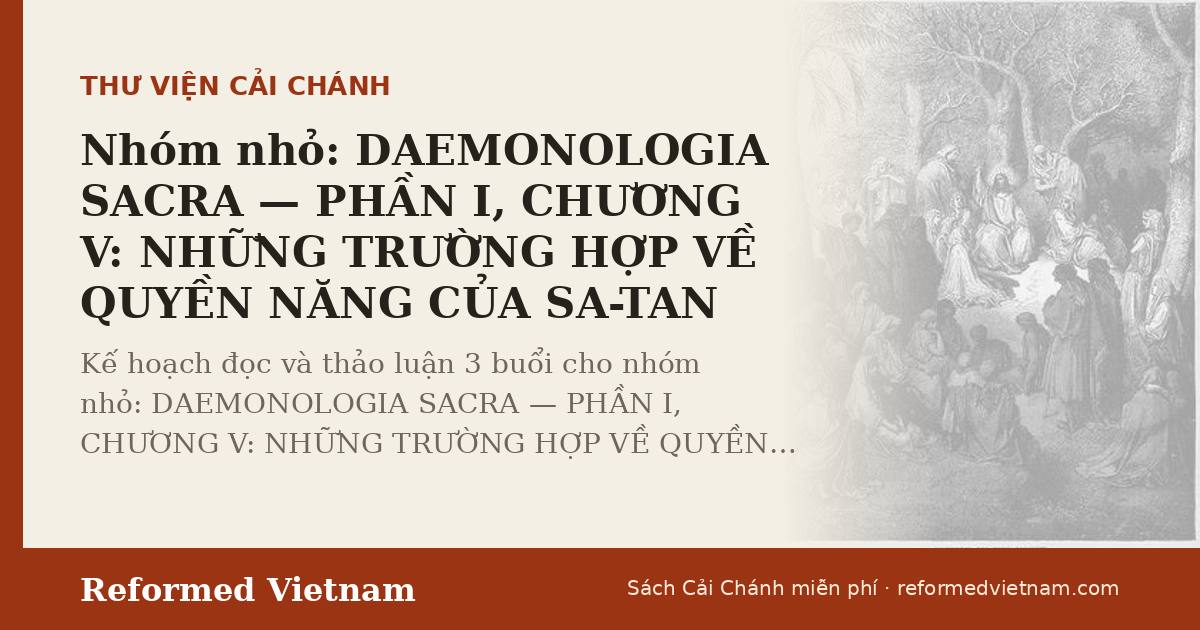 THƯ VIỆN CẢI CHÁNH
Nhóm nhỏ: DAEMONOLOGIA
SACRA — PHẦN I, CHƯƠNG
V: NHỮNG TRƯỜNG HỢP VỀ
QUYỀN NĂNG CỦA SA-TAN
Kế hoạch đọc và thảo luận 3 buổi cho nhóm
nhỏ: DAEMONOLOGIA SACRA — PHẦN I,
CHƯƠNG V: NHỮNG TRƯỜNG HỢP VỀ QUYỀN…
Reformed Vietnam
Sách Cải Chánh miễn phí · reformedvietnam.com